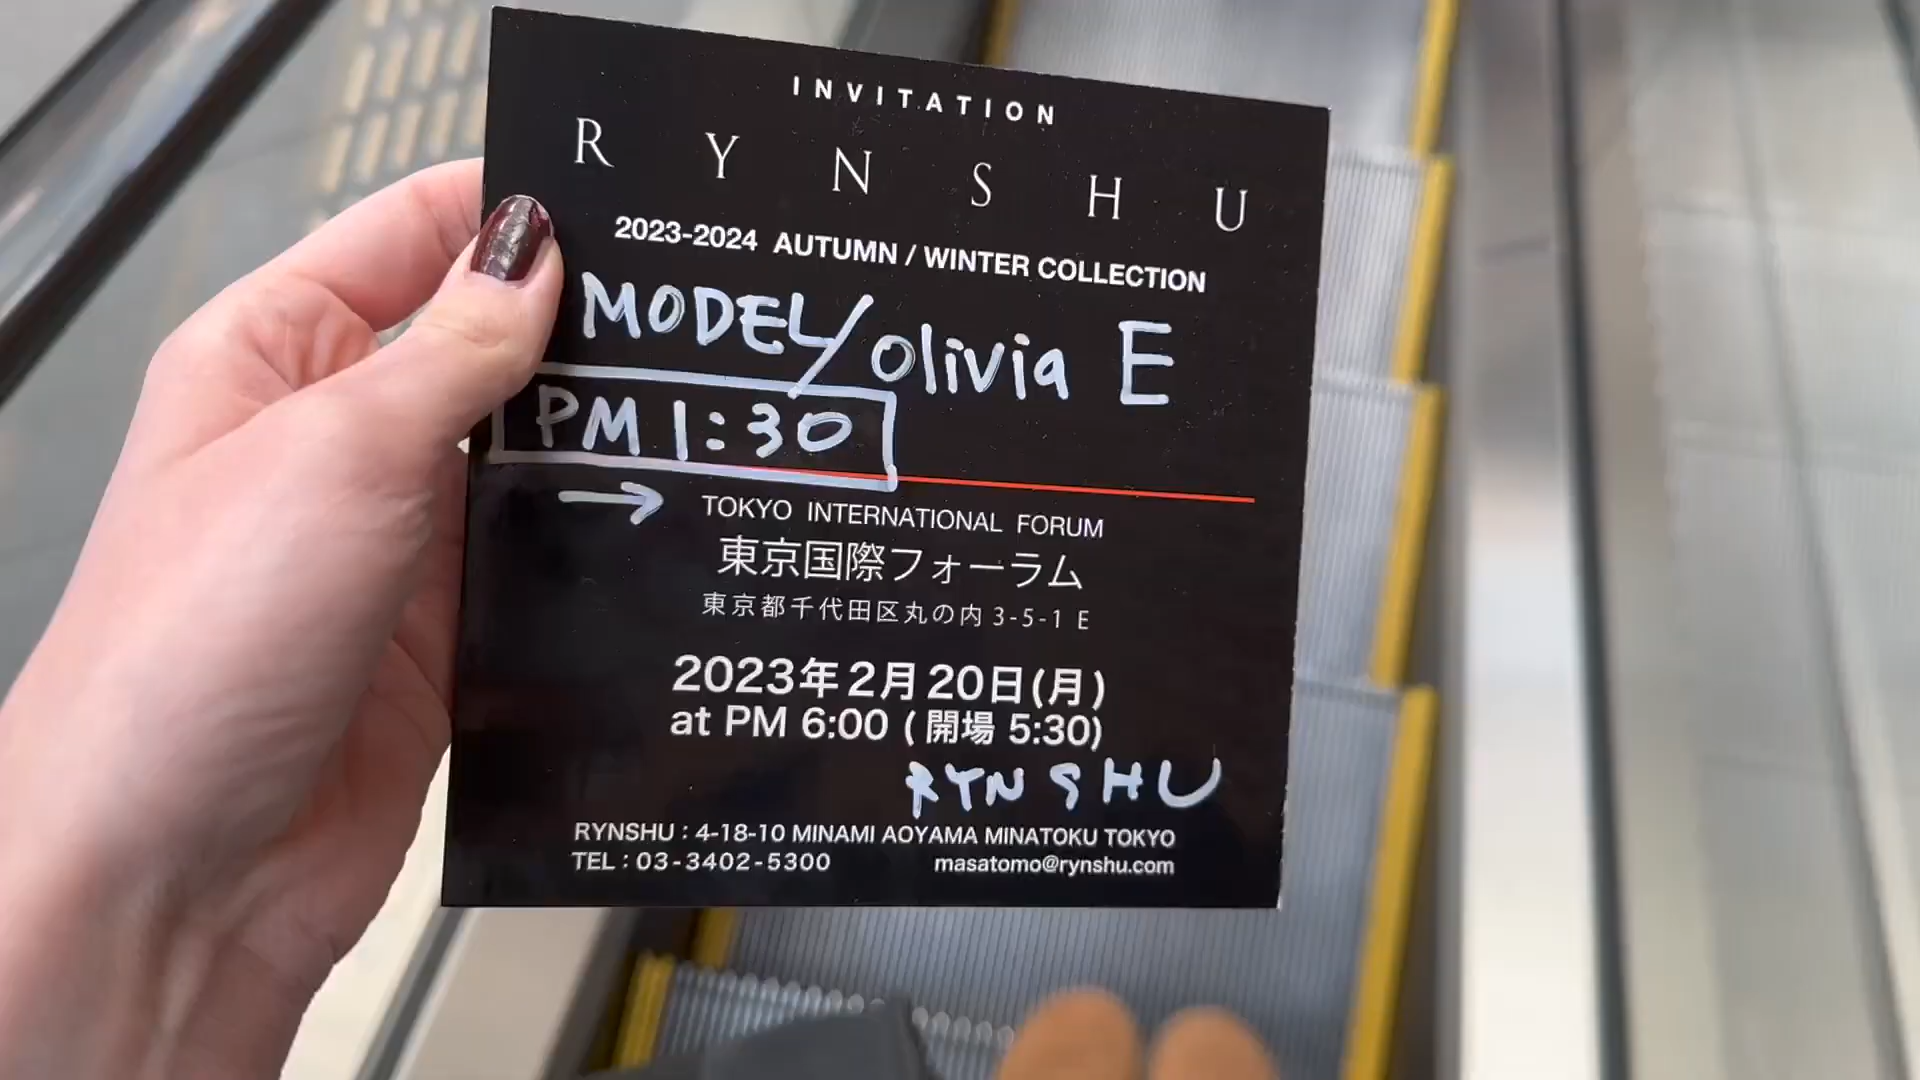 INVITATION
RYNSHU
2023-2024 AUTUMN / WINTER COLLECTION
MODEL/olivia E
PM 1:30
→ TOKYO INTERNATIONAL FORUM
東京国際フォーラム
東京都千代田区丸の内 3-5-1 E
2023年2月20日(月)
at PM 6:00 (開場 5:30)
RYNSHU
RYNSHU : 4-18-10 MINAMI AOYAMA MINATOKU TOKYO
TEL : 03-3402-5300 masatomo@rynshu.com